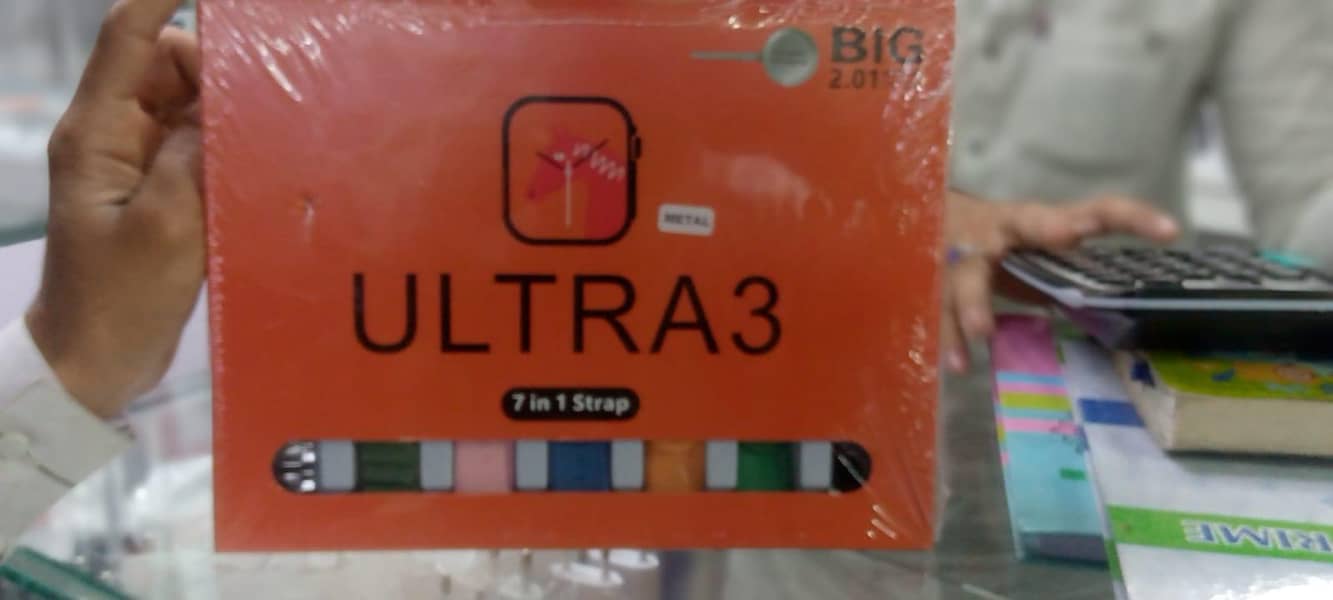 BIG
METAL
ULTRA3
7 in 1 Strap